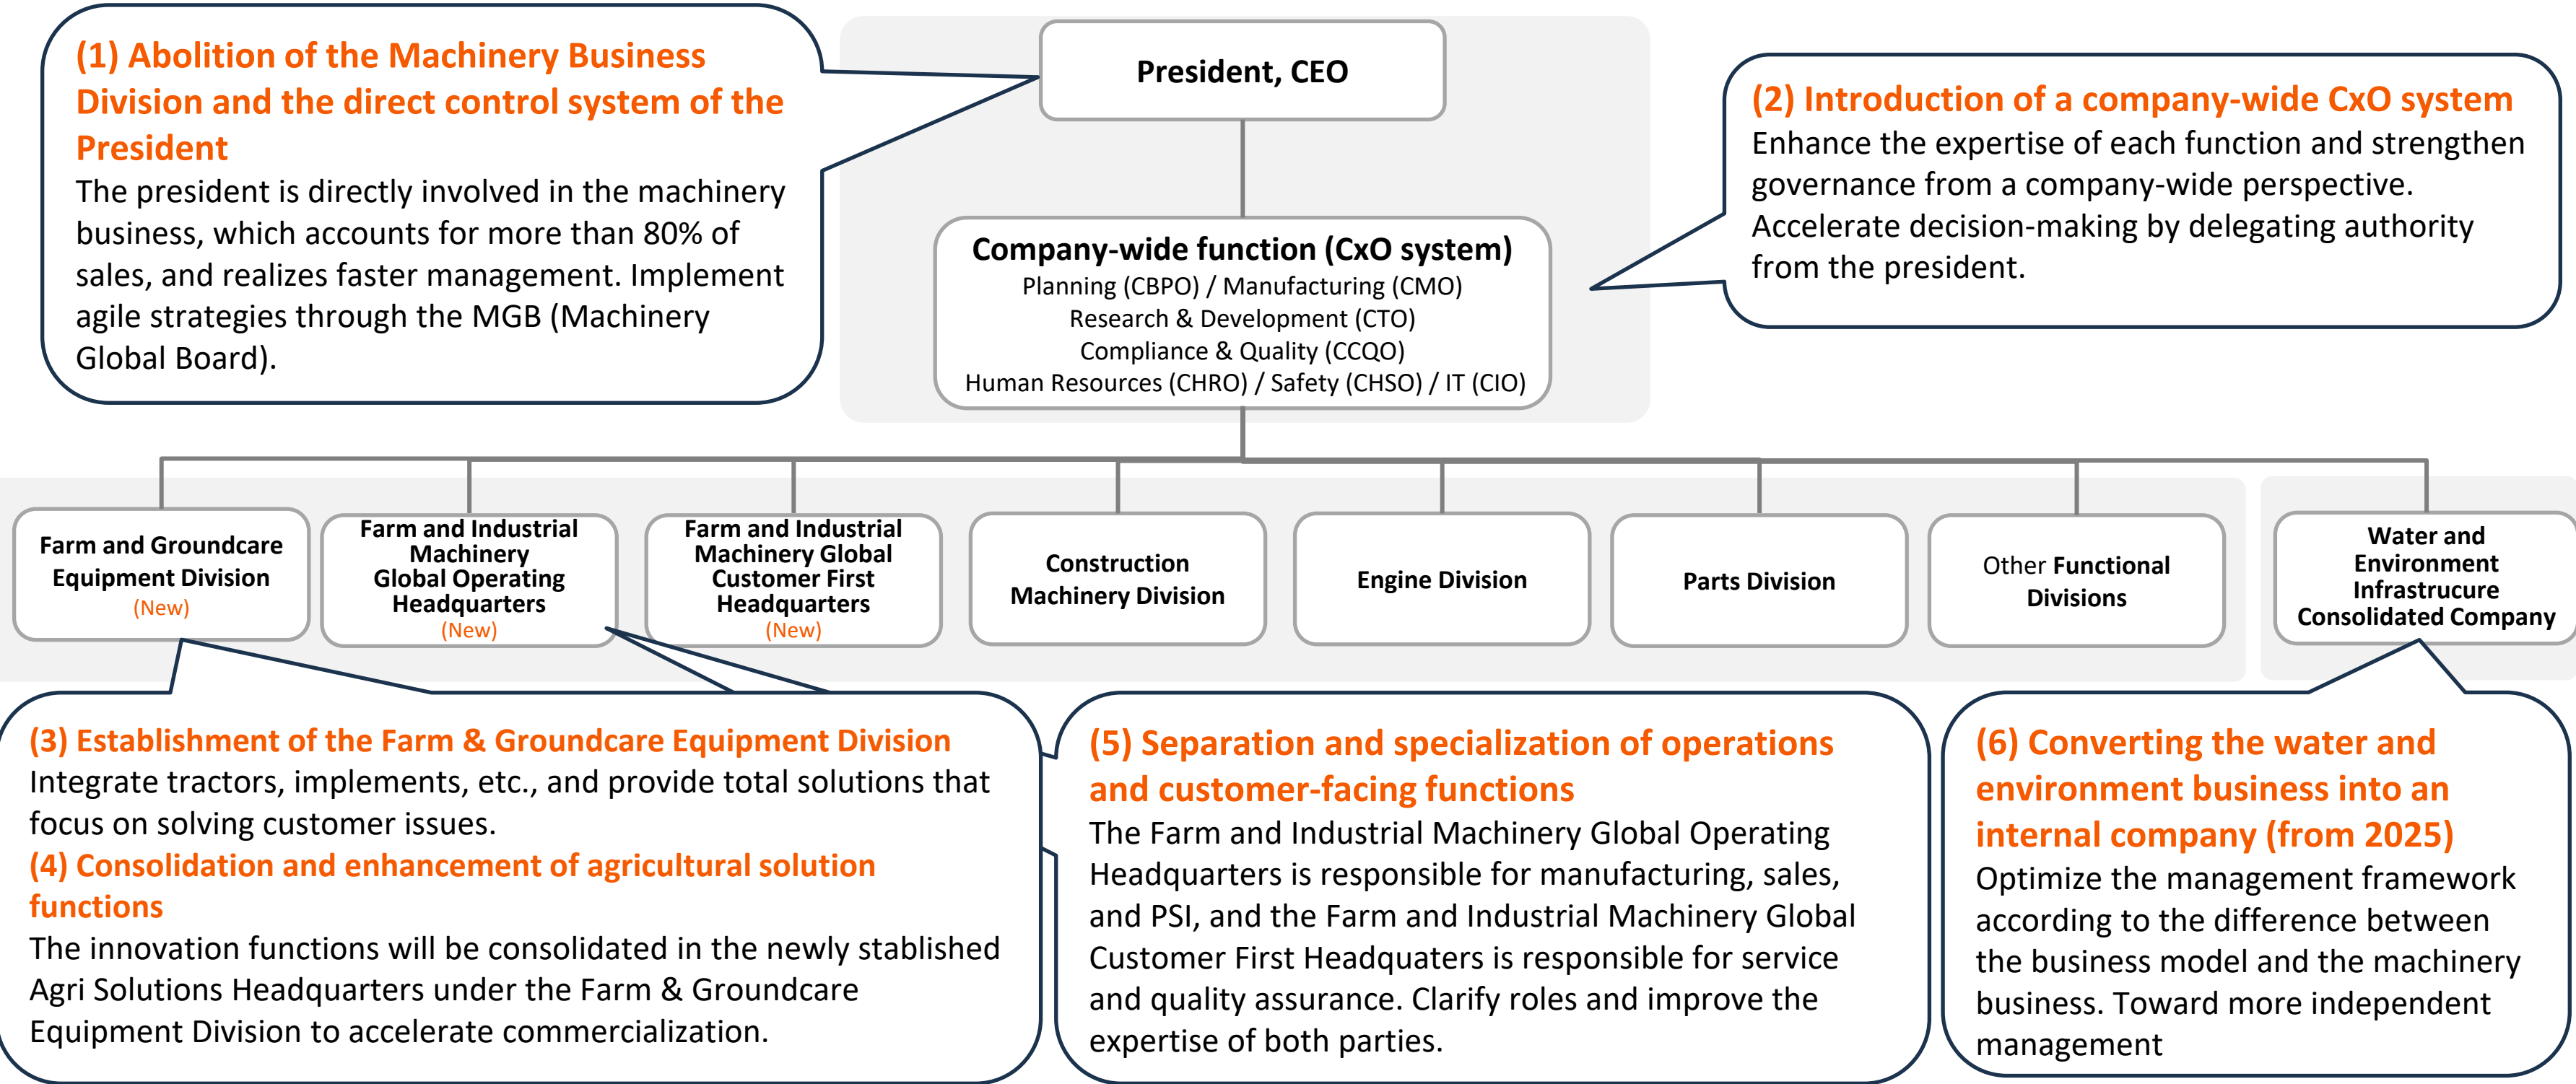 (1) Abolition of the Machinery Business
Division and the direct control system of the
President
The president is directly involved in the machinery
business, which accounts for more than 80% of
sales, and realizes faster management. Implement
agile strategies through the MGB (Machinery
Global Board).
President, CEO
(2) Introduction of a company-wide CxO system
Enhance the expertise of each function and strengthen
governance from a company-wide perspective.
Accelerate decision-making by delegating authority
from the president.
Company-wide function (CxO system)
Planning (CBPO) / Manufacturing (CMO)
Research & Development (CTO)
Compliance & Quality (CCQO)
Human Resources (CHRO) / Safety (CHSO) / IT (CIO)
Farm and Groundcare
Equipment Division
(New)
Farm and Industrial
Machinery
Global Operating
Headquarters
(New)
Farm and Industrial
Machinery Global
Customer First
Headquarters
(New)
Construction
Machinery Division
Engine Division
Parts Division
Other Functional
Divisions
Water and
Environment
Infrastrucure
Consolidated Company
(3) Establishment of the Farm & Groundcare Equipment Division
Integrate tractors, implements, etc., and provide total solutions that
focus on solving customer issues.
(4) Consolidation and enhancement of agricultural solution
functions
The innovation functions will be consolidated in the newly stablished
Agri Solutions Headquarters under the Farm & Groundcare
Equipment Division to accelerate commercialization.
(5) Separation and specialization of operations
and customer-facing functions
The Farm and Industrial Machinery Global Operating
Headquarters is responsible for manufacturing, sales,
and PSI, and the Farm and Industrial Machinery Global
Customer First Headquaters is responsible for service
and quality assurance. Clarify roles and improve the
expertise of both parties.
(6) Converting the water and
environment business into an
internal company (from 2025)
Optimize the management framework
according to the difference between
the business model and the machinery
business. Toward more independent
management